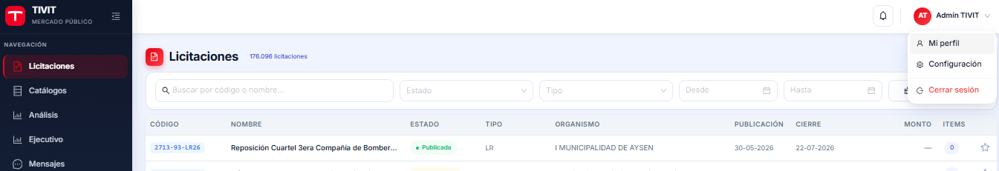 TIVIT
MERCADO PÚBLICO
NAVEGACIÓN
Licitaciones
Catálogos
Análisis
Ejecutivo
Mensajes
AT Admin TIVIT
Mi perfil
Configuración
Cerrar sesión
Licitaciones 176.096 licitaciones
Buscar por código o nombre... Estado Tipo Desde Hasta
CÓDIGO NOMBRE ESTADO TIPO ORGANISMO PUBLICACIÓN CIERRE MONTO ITEMS
2713-93-LR26 Reposición Cuartel 3era Compañía de Bomber... Publicada LR I MUNICIPALIDAD DE AYSEN 30-05-2026 22-07-2026 — 0